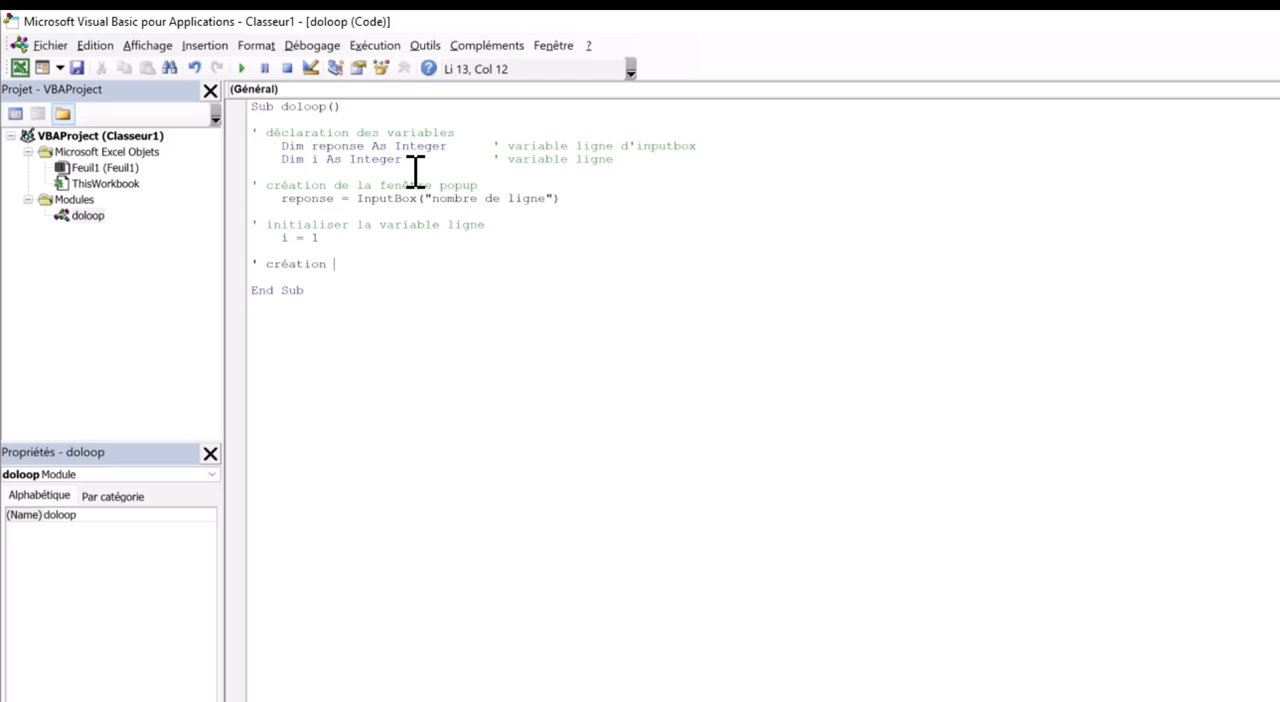 Microsoft Visual Basic pour Applications - Classeur1 - [doloop (Code)]
Fichier Edition Affichage Insertion Format Débogage Exécution Outils Compléments Fenêtre ?
Li 13, Col 12
Projet - VBAProject
(Général)
VBAProject (Classeur1)
Microsoft Excel Objets
Feuil1 (Feuil1)
ThisWorkbook
Modules
doloop
Sub doloop()
' déclaration des variables
Dim reponse As Integer ' variable ligne d'inputbox
Dim i As Integer ' variable ligne
' création de la fenêtre popup
reponse = InputBox("nombre de ligne")
' initialiser la variable ligne
i = 1
' création
End Sub
Propriétés - doloop
doloop Module
Alphabétique Par catégorie
(Name) doloop